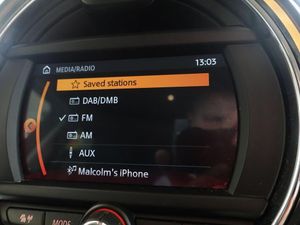 MEDIA/RADIO 13:03
Saved stations
DAB/DMB
FM
AM
AUX
Malcolm's iPhone
MODE